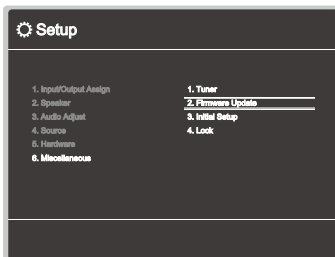 Setup
1. Input/Output Assign
2. Speaker
3. Audio Adjust
4. Source
5. Hardware
6. Miscellaneous
1. Tuner
2. Firmware Update
3. Initial Setup
4. Lock